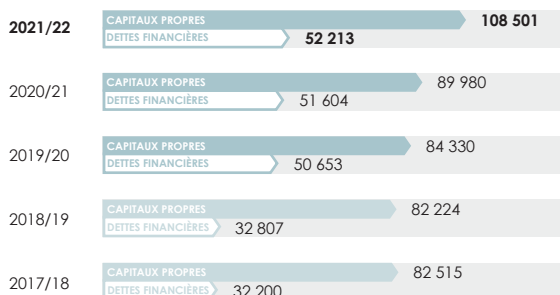 CAPITAUX PROPRES 108 501
2021/22
DETTES FINANCIÈRES 52 213
CAPITAUX PROPRES 89 980
2020/21
DETTES FINANCIÈRES 51 604
CAPITAUX PROPRES 84 330
2019/20
DETTES FINANCIÈRES 50 653
CAPITAUX PROPRES 82 224
2018/19
DETTES FINANCIÈRES 32 807
CAPITAUX PROPRES 82 515
2017/18
DETTES FINANCIÈRES 32 200